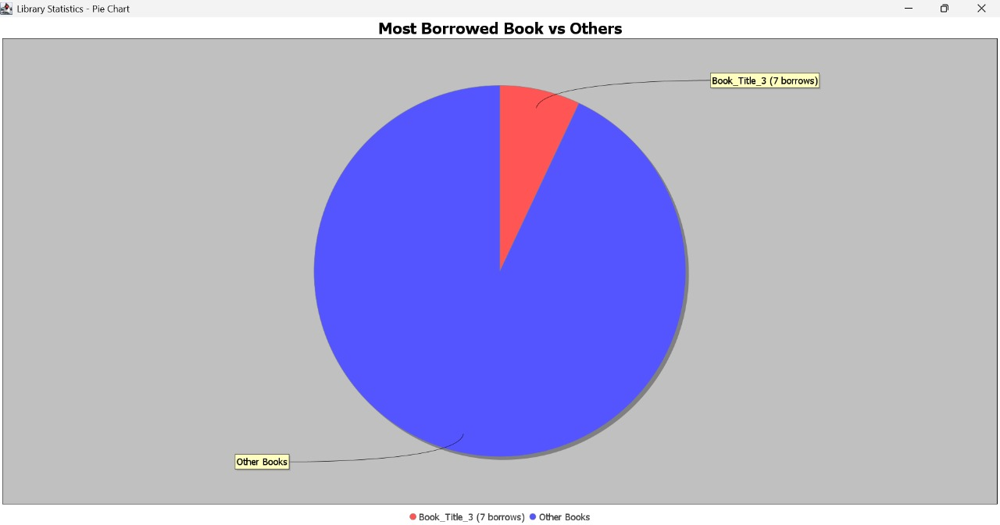 Library Statistics - Pie Chart
Most Borrowed Book vs Others
Book_Title_3 (7 borrows)
Other Books
Book_Title_3 (7 borrows) Other Books